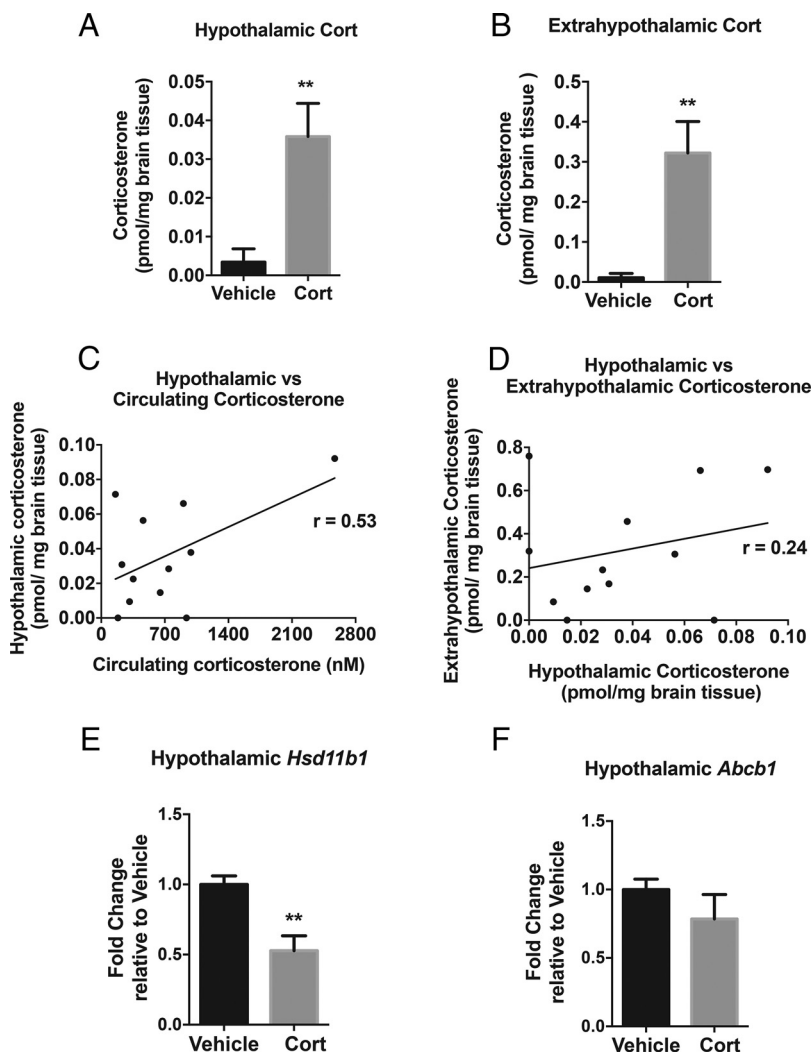 A
Hypothalamic Cort
Corticosterone
(pmol/mg brain tissue)
0.05
0.04
0.03
0.02
0.01
0.00
**
Vehicle
Cort
B
Extrahypothalamic Cort
Corticosterone
(pmol/ mg brain tissue)
0.5
0.4
0.3
0.2
0.1
0.0
**
Vehicle
Cort
C
Hypothalamic vs
Circulating Corticosterone
Hypothalamic corticosterone
(pmol/ mg brain tissue)
0.10
0.08
0.06
0.04
0.02
0.00
r = 0.53
0
700
1400
2100
2800
Circulating corticosterone (nM)
D
Hypothalamic vs
Extrahypothalamic Corticosterone
Extrahypothalamic Corticosterone
(pmol/ mg brain tissue)
0.8
0.6
0.4
0.2
0.0
r = 0.24
0.00
0.02
0.04
0.06
0.08
0.10
Hypothalamic Corticosterone
(pmol/mg brain tissue)
E
Hypothalamic Hsd11b1
Fold Change
relative to Vehicle
1.5
1.0
0.5
0.0
**
Vehicle
Cort
F
Hypothalamic Abcb1
Fold Change
relative to Vehicle
1.5
1.0
0.5
0.0
Vehicle
Cort